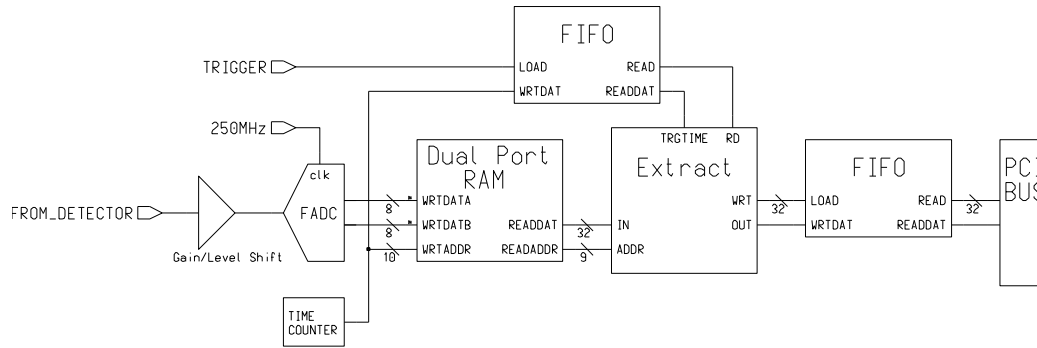 FIFO
TRIGGER
LOAD READ
WRTDAT READDAT
250MHz
TRGTIME RD
clk
Dual Port
RAM
Extract
FIFO
PCI
BUS
FROM_DETECTOR
FADC
8
WRTDATA
WRT
32
LOAD READ
32
8
WRTDATB READDAT
32
IN
OUT
WRTDAT READDAT
10
WRTADDR READADDR
9
ADDR
Gain/Level Shift
TIME
COUNTER